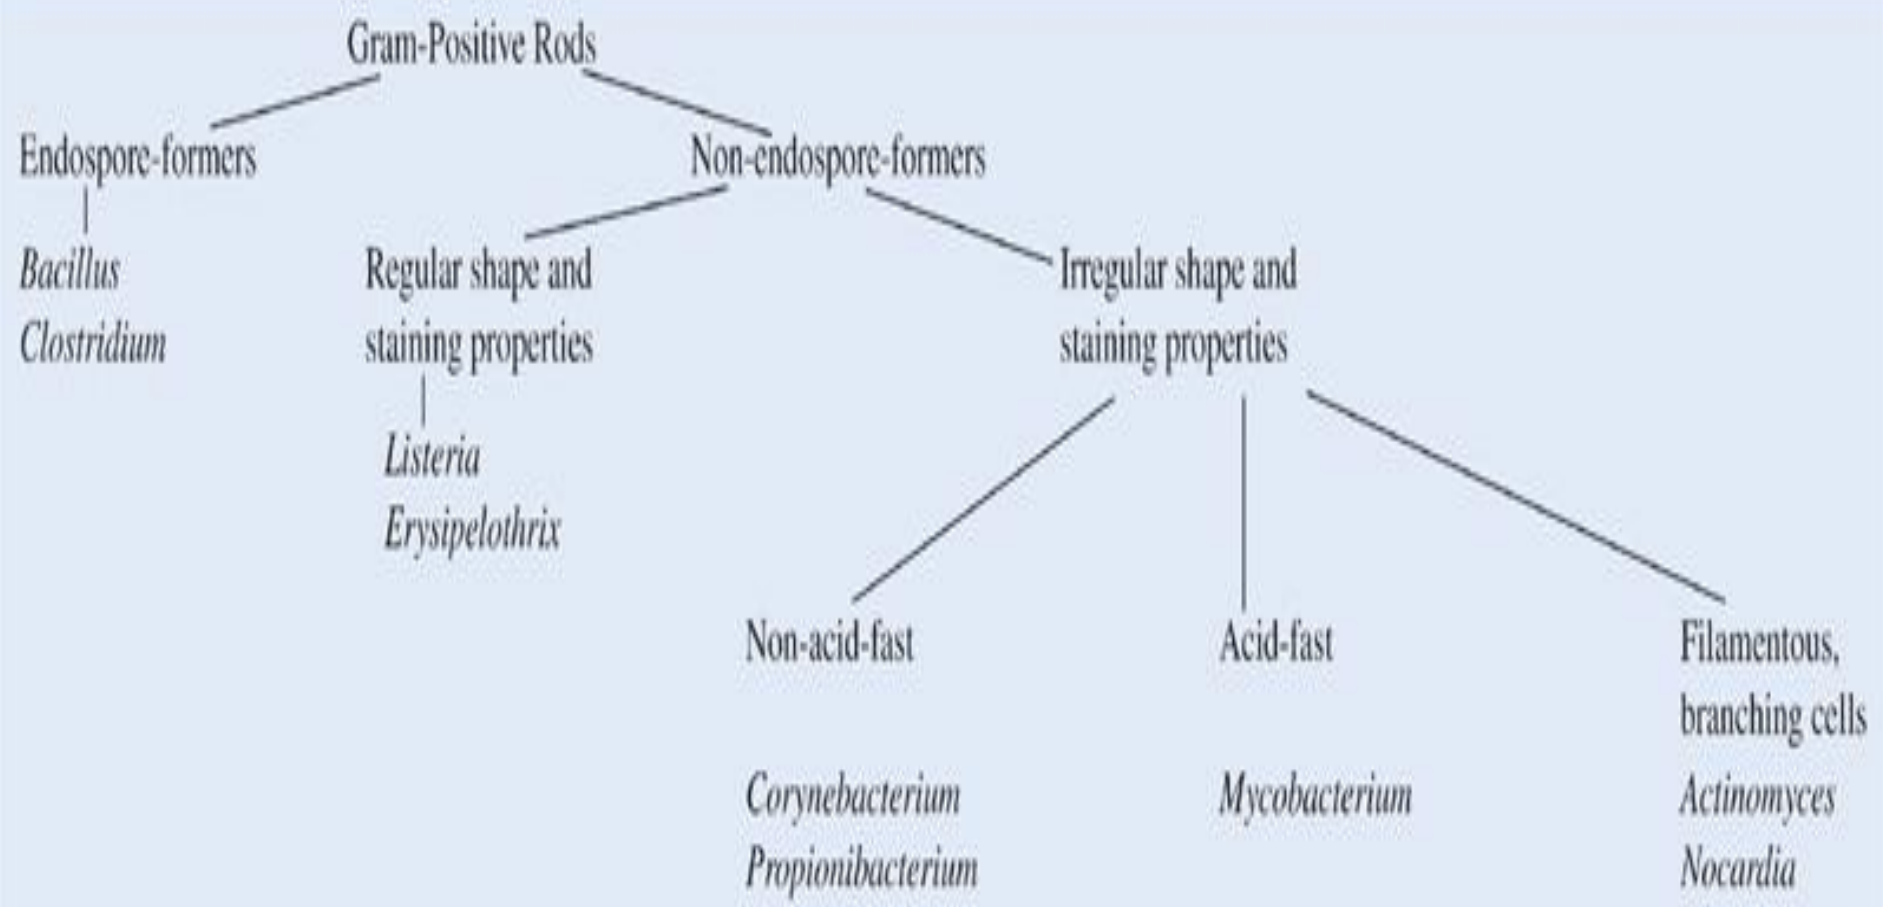 Gram-Positive Rods
Endospore-formers
Non-endospore-formers
Bacillus
Clostridium
Regular shape and
staining properties
Irregular shape and
staining properties
Listeria
Erysipelothrix
Non-acid-fast
Acid-fast
Filamentous,
branching cells
Corynebacterium
Propionibacterium
Mycobacterium
Actinomyces
Nocardia